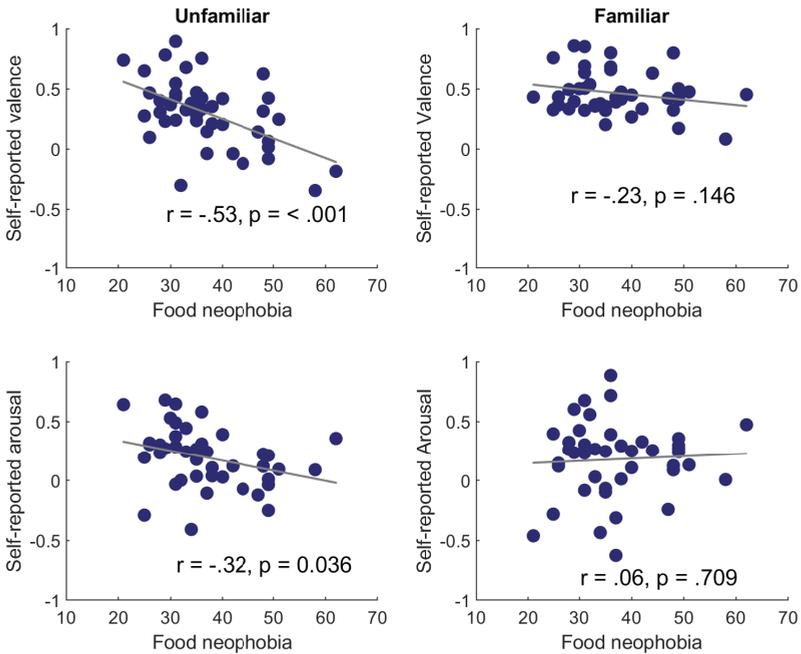 Unfamiliar
1
0.5
0
-0.5
-1
Self-reported valence
r = -.53, p = < .001
10 20 30 40 50 60 70
Food neophobia
Familiar
1
0.5
0
-0.5
-1
Self-reported Valence
r = -.23, p = .146
10 20 30 40 50 60 70
Food neophobia
1
0.5
0
-0.5
-1
Self-reported arousal
r = -.32, p = 0.036
10 20 30 40 50 60 70
Food neophobia
1
0.5
0
-0.5
-1
Self-reported Arousal
r = .06, p = .709
10 20 30 40 50 60 70
Food neophobia